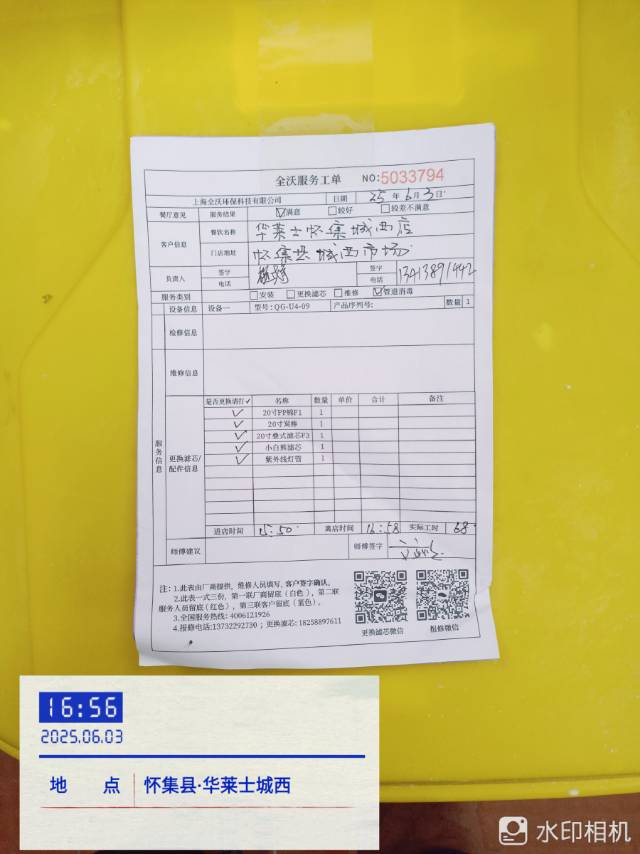 全沃服务工单 NO:5033794
上海全沃环保科技有限公司 日期 25年6月3日
餐厅意见 服务结果 ☑满意 □较好 □较差不满意
客户信息 餐饮名称 华莱士怀集城西店
门店地址 怀集县城西市场
负责人 签字 签字
电话 电话 13413891442
服务类别 □安装 □更换滤芯 □维修 ☑管道消毒
服务信息
设备信息 设备一 型号:QG-U4-09 产品序列号: 数量 1
检修信息
维修信息
更换滤芯/配件信息
是否更换请打✓ 名称 数量 单价 合计 备注
✓ 20寸PP棉F1 1
✓ 20寸炭棒 1
✓ 20寸叠式滤芯F3 1
✓ 小白熊滤芯 1
✓ 紫外线灯管 1
进店时间 15:50 离店时间 16:58 实际工时 68
师傅建议 师傅签字
注:1.此表由厂商提供,维修人员填写,客户签字确认。
2.此表一式三份,第一联厂商留底(白色),第二联
服务人员留底(红色),第三联客户留底(蓝色)。
3.全国服务热线:4006121926
4.报修电话:13732292730 ;更换滤芯:18258897611
更换滤芯微信 报修微信
16:56
2025.06.03
地 点 怀集县·华莱士城西
水印相机